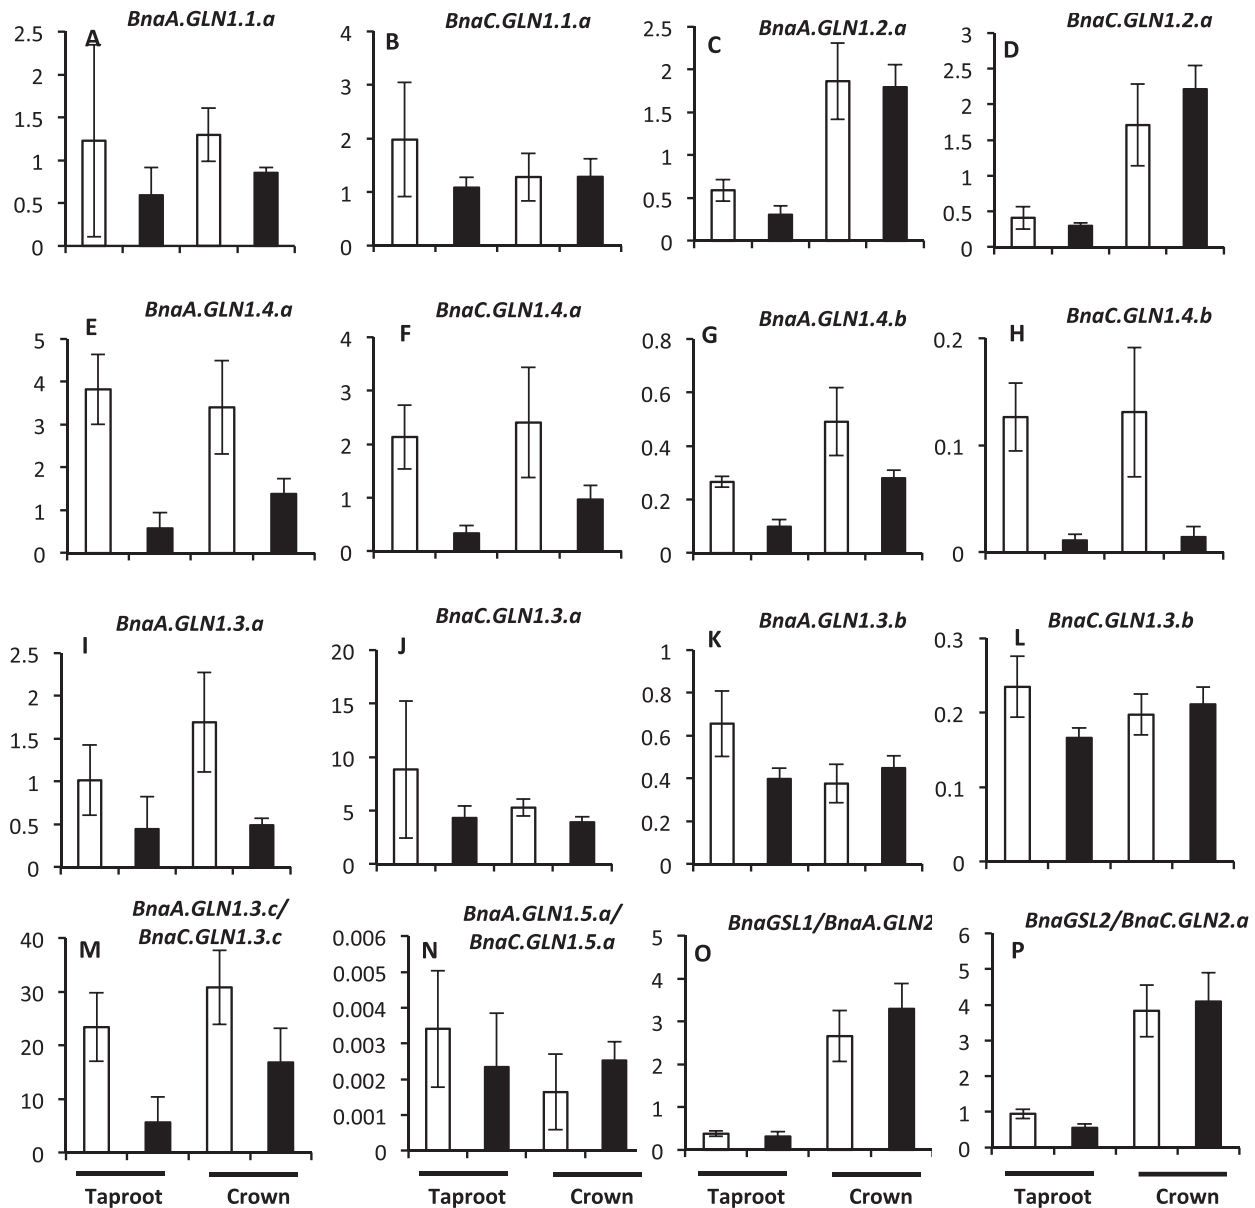 BnaA.GLN1.1.a
A
2.5
2
1.5
1
0.5
0
BnaC.GLN1.1.a
B
4
3
2
1
0
BnaA.GLN1.2.a
C
2.5
2
1.5
1
0.5
0
BnaC.GLN1.2.a
D
3
2.5
2
1.5
1
0.5
0
BnaA.GLN1.4.a
E
5
4
3
2
1
0
BnaC.GLN1.4.a
F
4
3
2
1
0
BnaA.GLN1.4.b
G
0.8
0.6
0.4
0.2
0
BnaC.GLN1.4.b
H
0.2
0.1
0
BnaA.GLN1.3.a
I
2.5
2
1.5
1
0.5
0
BnaC.GLN1.3.a
J
20
15
10
5
0
BnaA.GLN1.3.b
K
1
0.8
0.6
0.4
0.2
0
BnaC.GLN1.3.b
L
0.3
0.2
0.1
0
BnaA.GLN1.3.c/
BnaC.GLN1.3.c
M
40
30
20
10
0
Taproot Crown
BnaA.GLN1.5.a/
BnaC.GLN1.5.a
N
0.006
0.005
0.004
0.003
0.002
0.001
0
Taproot Crown
BnaGSL1/BnaA.GLN2
O
5
4
3
2
1
0
Taproot Crown
BnaGSL2/BnaC.GLN2.a
P
6
5
4
3
2
1
0
Taproot Crown